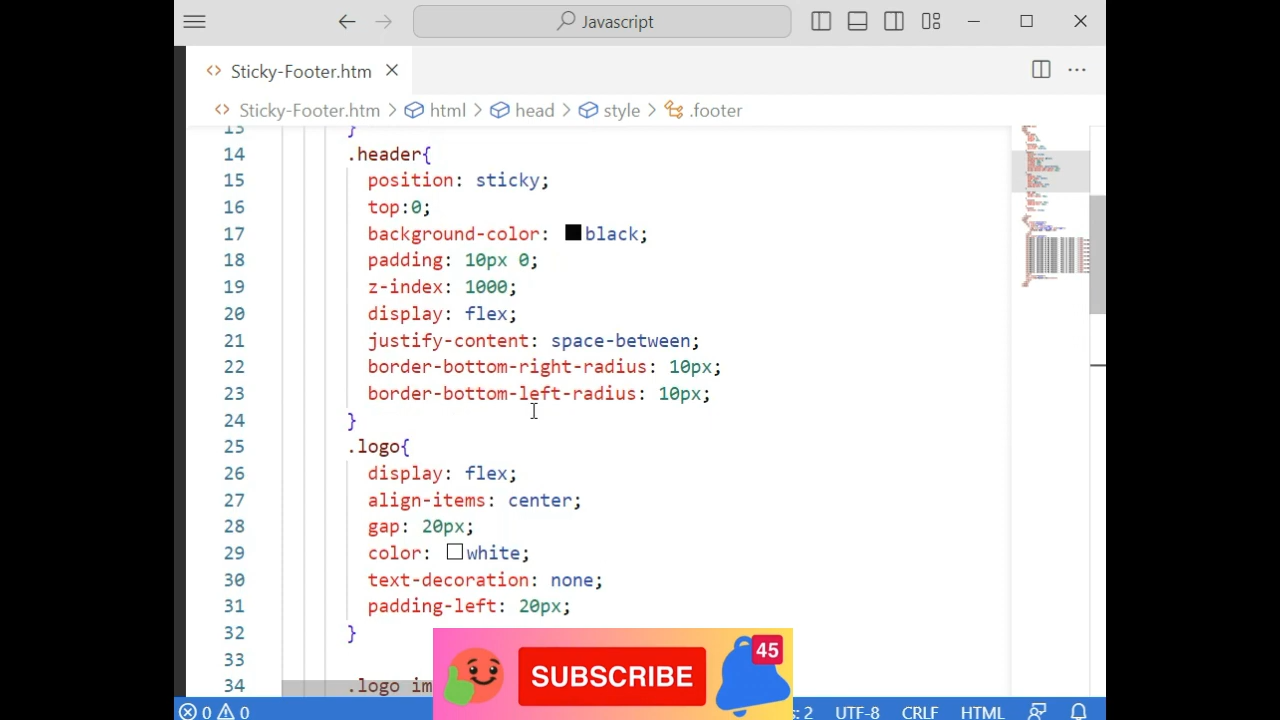 Javascript
Sticky-Footer.htm
Sticky-Footer.htm > html > head > style > .footer
13 }
14 .header{
15 position: sticky;
16 top:0;
17 background-color: black;
18 padding: 10px 0;
19 z-index: 1000;
20 display: flex;
21 justify-content: space-between;
22 border-bottom-right-radius: 10px;
23 border-bottom-left-radius: 10px;
24 }
25 .logo{
26 display: flex;
27 align-items: center;
28 gap: 20px;
29 color: white;
30 text-decoration: none;
31 padding-left: 20px;
32 }
33
34 .logo im
SUBSCRIBE
45
0 0 : 2 UTF-8 CRLF HTML